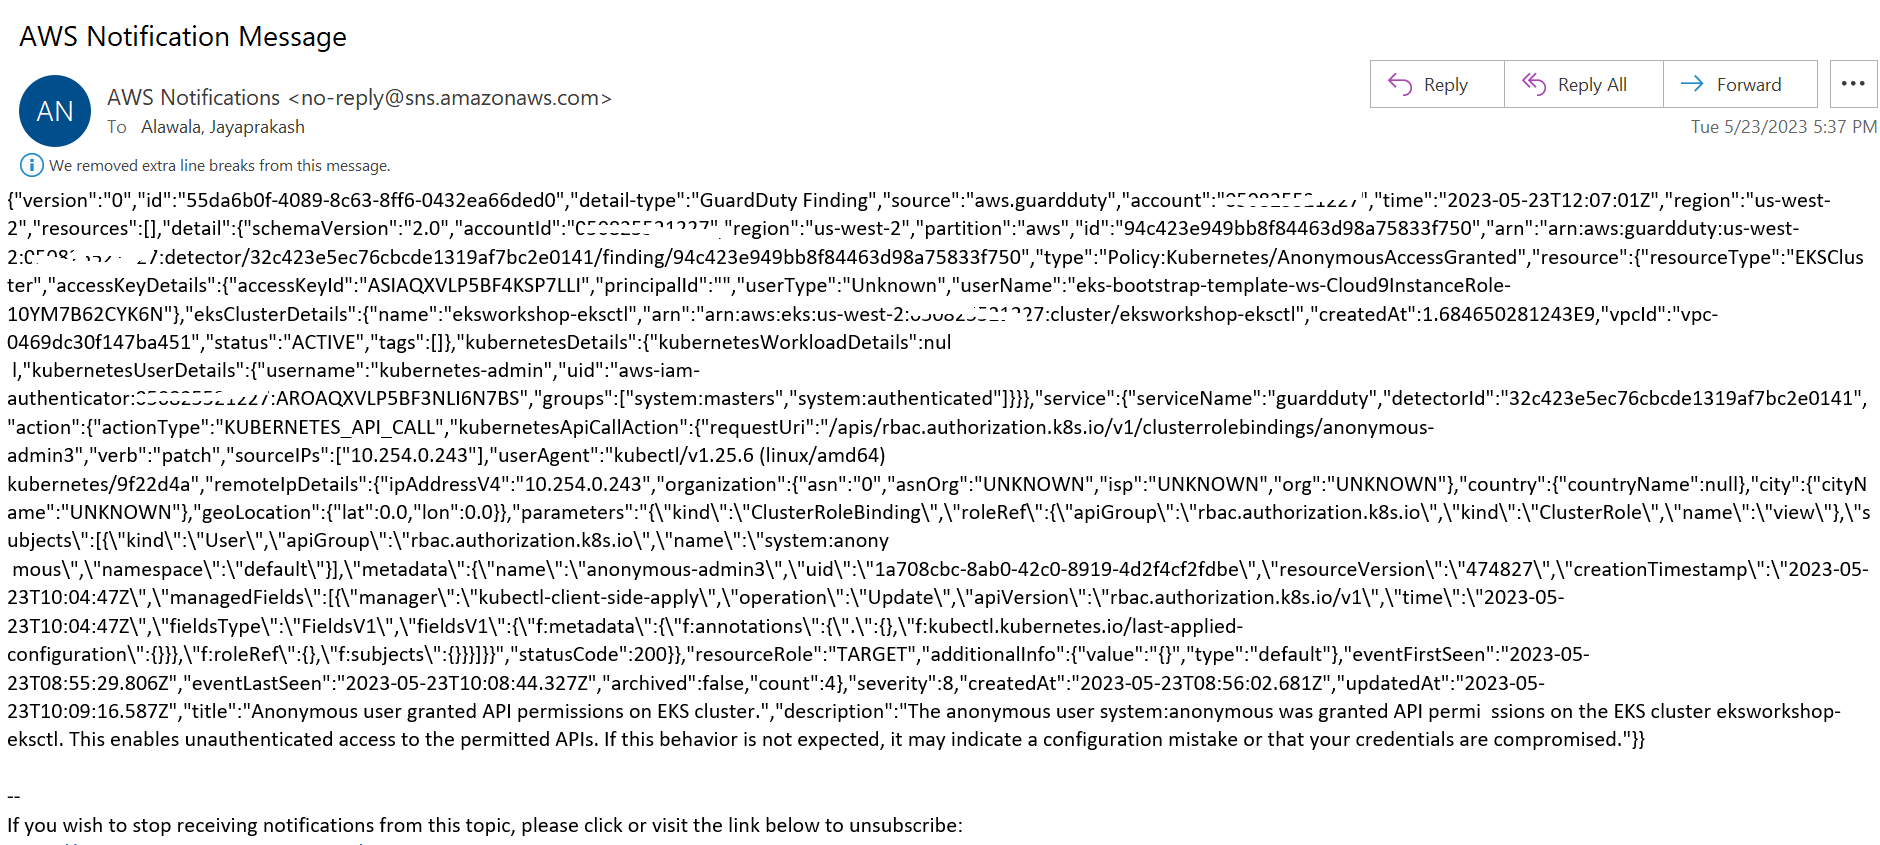 AWS Notification Message
AN
AWS Notifications <no-reply@sns.amazonaws.com>
To Alawala, Jayaprakash
Reply
Reply All
Forward
Tue 5/23/2023 5:37 PM
We removed extra line breaks from this message.
{"version":"0","id":"55da6b0f-4089-8c63-8ff6-0432ea66ded0","detail-type":"GuardDuty Finding","source":"aws.guardduty","account":" ","time":"2023-05-23T12:07:01Z","region":"us-west-
2","resources":[],"detail":{"schemaVersion":"2.0","accountId":" ","region":"us-west-2","partition":"aws","id":"94c423e949bb8f84463d98a75833f750","arn":"arn:aws:guardduty:us-west-
2: :detector/32c423e5ec76cbcde1319af7bc2e0141/finding/94c423e949bb8f84463d98a75833f750","type":"Policy:Kubernetes/AnonymousAccessGranted","resource":{"resourceType":"EKSClus
ter","accessKeyDetails":{"accessKeyId":"ASIAQXVLP5BF4KSP7LLI","principalId":"","userType":"Unknown","userName":"eks-bootstrap-template-ws-Cloud9InstanceRole-
10YM7B62CYK6N"},"eksClusterDetails":{"name":"eksworkshop-eksctl","arn":"arn:aws:eks:us-west-2: :cluster/eksworkshop-eksctl","createdAt":1.684650281243E9,"vpcId":"vpc-
0469dc30f147ba451","status":"ACTIVE","tags":[]},"kubernetesDetails":{"kubernetesWorkloadDetails":nul
l,"kubernetesUserDetails":{"username":"kubernetes-admin","uid":"aws-iam-
authenticator: :AROAQXVLP5BF3NLI6N7BS","groups":["system:masters","system:authenticated"]}}},"service":{"serviceName":"guardduty","detectorId":"32c423e5ec76cbcde1319af7bc2e0141",
"action":{"actionType":"KUBERNETES_API_CALL","kubernetesApiCallAction":{"requestUri":"/apis/rbac.authorization.k8s.io/v1/clusterrolebindings/anonymous-
admin3","verb":"patch","sourceIPs":["10.254.0.243"],"userAgent":"kubectl/v1.25.6 (linux/amd64)
kubernetes/9f22d4a","remoteIpDetails":{"ipAddressV4":"10.254.0.243","organization":{"asn":"0","asnOrg":"UNKNOWN","isp":"UNKNOWN","org":"UNKNOWN"},"country":{"countryName":null},"city":{"cityN
ame":"UNKNOWN"},"geoLocation":{"lat":0.0,"lon":0.0}},"parameters":"{\"kind\":\"ClusterRoleBinding\",\"roleRef\":{\"apiGroup\":\"rbac.authorization.k8s.io\",\"kind\":\"ClusterRole\",\"name\":\"view\"},\"s
ubjects\":[{\"kind\":\"User\",\"apiGroup\":\"rbac.authorization.k8s.io\",\"name\":\"system:anony
mous\",\"namespace\":\"default\"}],\"metadata\":{\"name\":\"anonymous-admin3\",\"uid\":\"1a708cbc-8ab0-42c0-8919-4d2f4cf2fdbe\",\"resourceVersion\":\"474827\",\"creationTimestamp\":\"2023-05-
23T10:04:47Z\",\"managedFields\":[{\"manager\":\"kubectl-client-side-apply\",\"operation\":\"Update\",\"apiVersion\":\"rbac.authorization.k8s.io/v1\",\"time\":\"2023-05-
23T10:04:47Z\",\"fieldsType\":\"FieldsV1\",\"fieldsV1\":{\"f:metadata\":{\"f:annotations\":{\".\":{},\"f:kubectl.kubernetes.io/last-applied-
configuration\":{}}},\"f:roleRef\":{},\"f:subjects\":{}}}]}}","statusCode":200}},"resourceRole":"TARGET","additionalInfo":{"value":"{}","type":"default"},"eventFirstSeen":"2023-05-
23T08:55:29.806Z","eventLastSeen":"2023-05-23T10:08:44.327Z","archived":false,"count":4},"severity":8,"createdAt":"2023-05-23T08:56:02.681Z","updatedAt":"2023-05-
23T10:09:16.587Z","title":"Anonymous user granted API permissions on EKS cluster.","description":"The anonymous user system:anonymous was granted API permi ssions on the EKS cluster eksworkshop-
eksctl. This enables unauthenticated access to the permitted APIs. If this behavior is not expected, it may indicate a configuration mistake or that your credentials are compromised."}}
--
If you wish to stop receiving notifications from this topic, please click or visit the link below to unsubscribe: